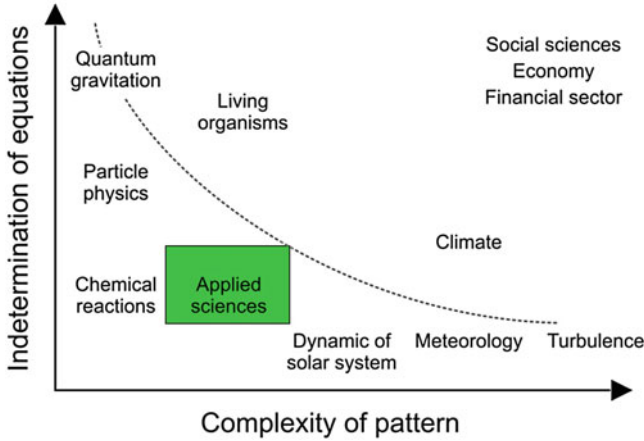 Indetermination of equations
Quantum
gravitation
Social sciences
Economy
Financial sector
Living
organisms
Particle
physics
Climate
Chemical
reactions
Applied
sciences
Dynamic of
solar system
Meteorology
Turbulence
Complexity of pattern